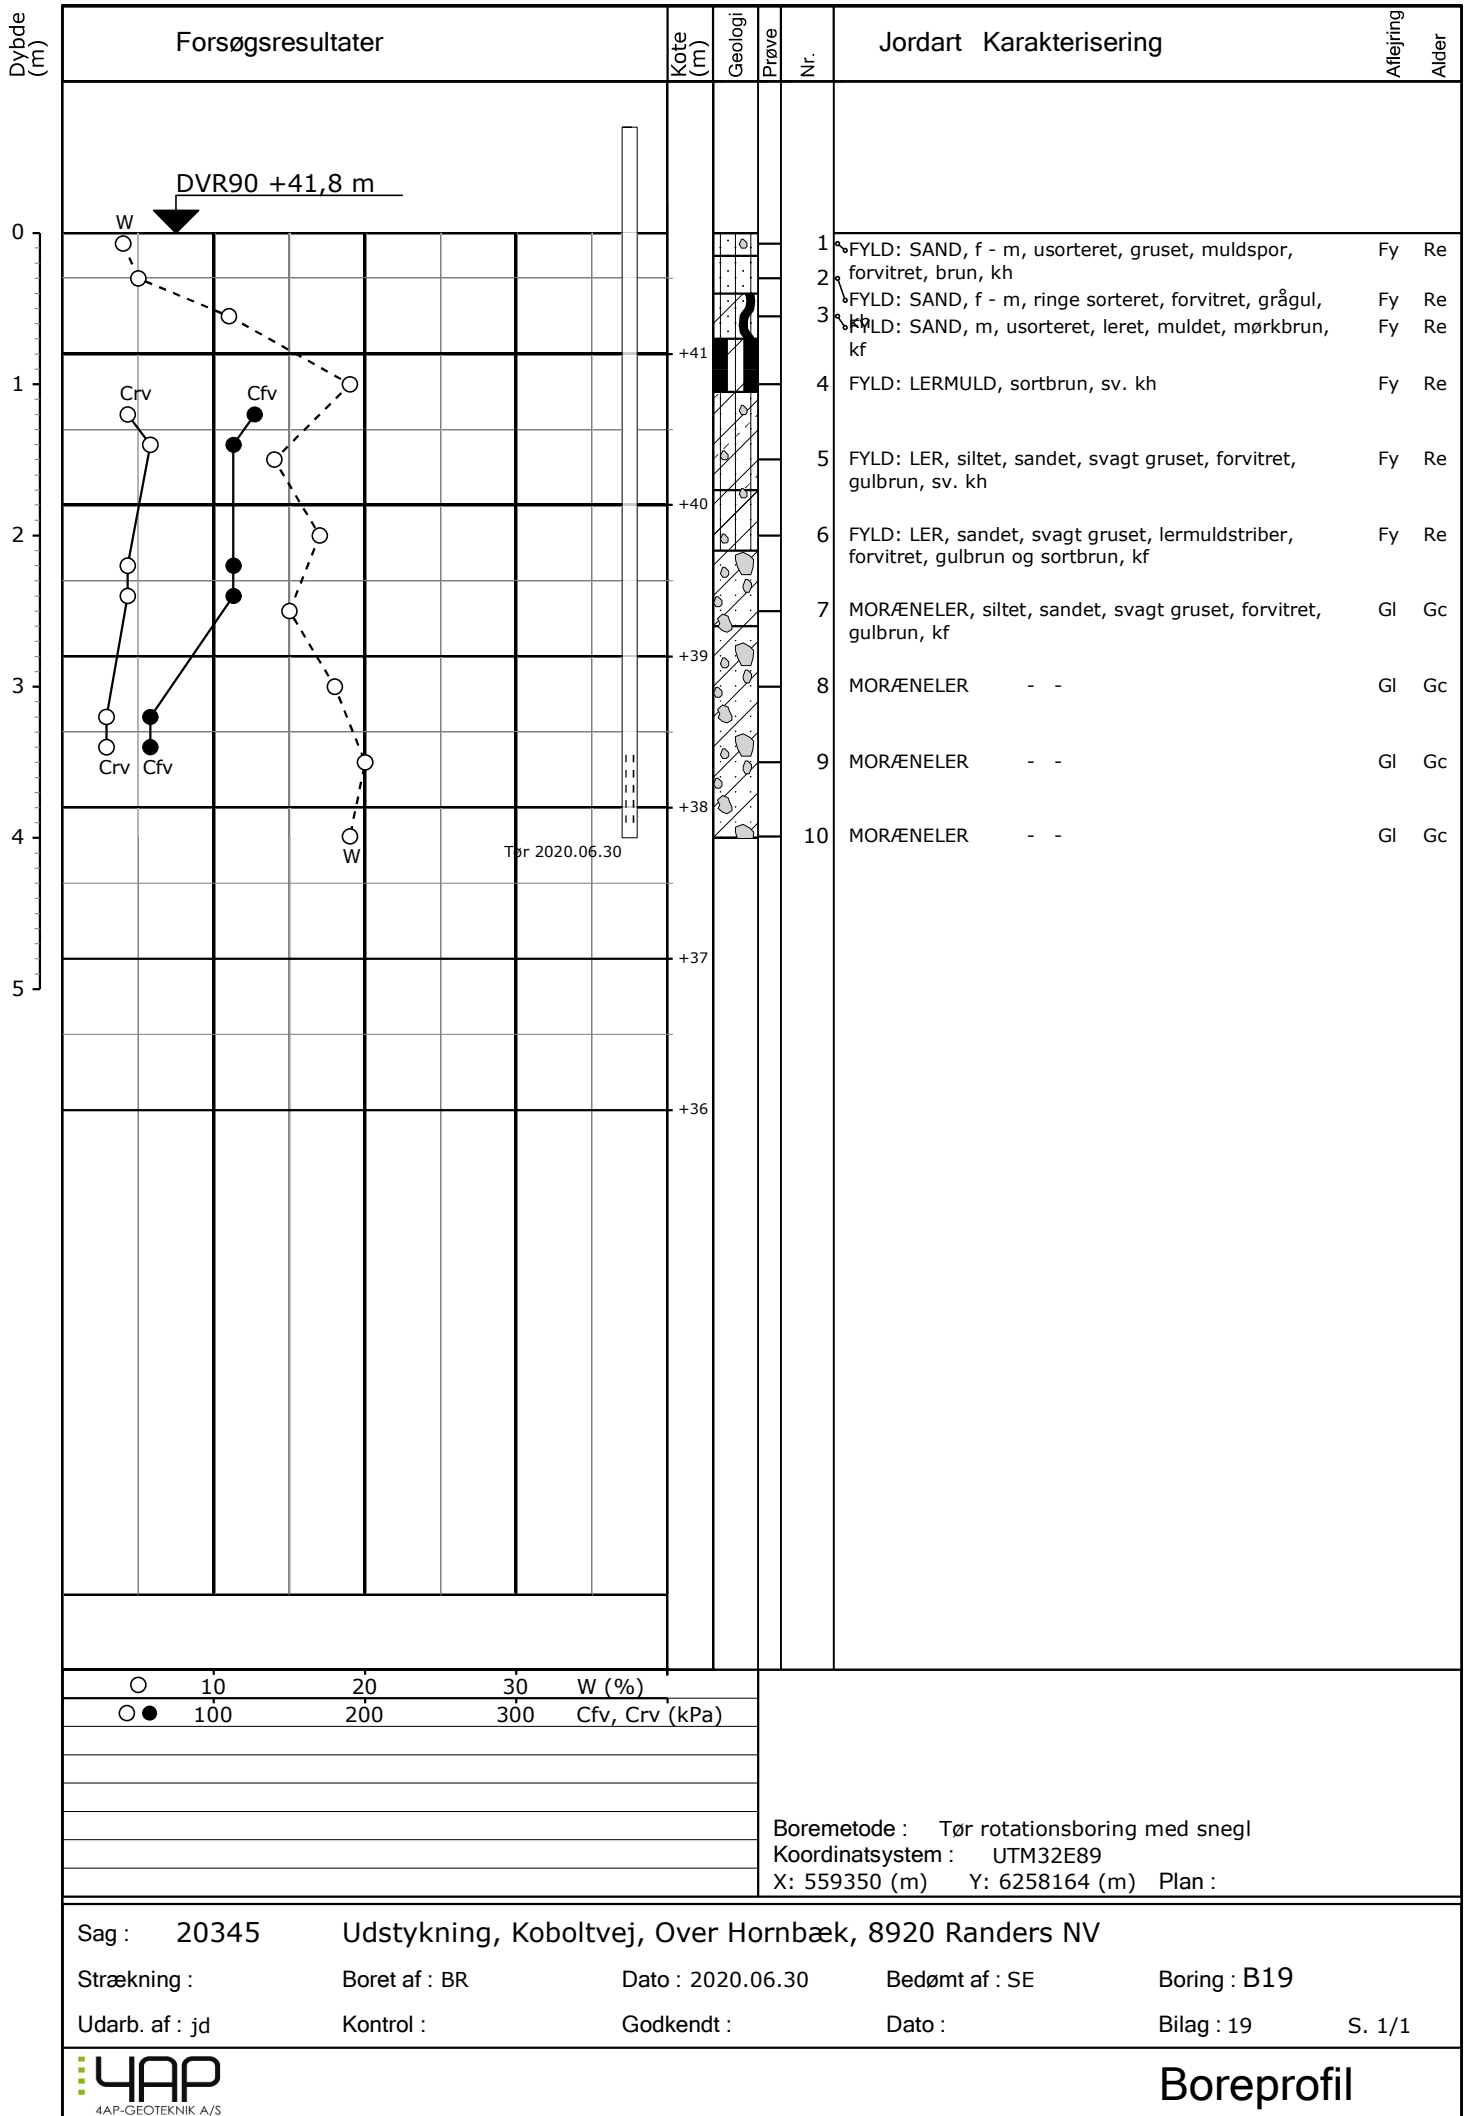 Dybde (m)
Forsøgsresultater
Kote (m)
Geologi
Prøve
Nr.
Jordart Karakterisering
Aflejring
Alder
DVR90 +41,8 m
W
0
1 FYLD: SAND, f - m, usorteret, gruset, muldspor, Fy Re
forvitret, brun, kh
2 FYLD: SAND, f - m, ringe sorteret, forvitret, grågul, Fy Re
kh
3 FYLD: SAND, m, usorteret, leret, muldet, mørkbrun, Fy Re
kf
+41
1
Crv Cfv
4 FYLD: LERMULD, sortbrun, sv. kh Fy Re
5 FYLD: LER, siltet, sandet, svagt gruset, forvitret, Fy Re
gulbrun, sv. kh
+40
2
6 FYLD: LER, sandet, svagt gruset, lermuldstriber, Fy Re
forvitret, gulbrun og sortbrun, kf
7 MORÆNELER, siltet, sandet, svagt gruset, forvitret, Gl Gc
gulbrun, kf
+39
3
8 MORÆNELER - - Gl Gc
Crv Cfv
9 MORÆNELER - - Gl Gc
+38
4
10 MORÆNELER - - Gl Gc
W
Tør 2020.06.30
+37
5
+36
10 20 30 W (%)
100 200 300 Cfv, Crv (kPa)
Boremetode : Tør rotationsboring med snegl
Koordinatsystem : UTM32E89
X: 559350 (m) Y: 6258164 (m) Plan :
Sag : 20345 Udstykning, Koboltvej, Over Hornbæk, 8920 Randers NV
Strækning : Boret af : BR Dato : 2020.06.30 Bedømt af : SE Boring : B19
Udarb. af : jd Kontrol : Godkendt : Dato : Bilag : 19 S. 1/1
4AP
4AP-GEOTEKNIK A/S
Boreprofil